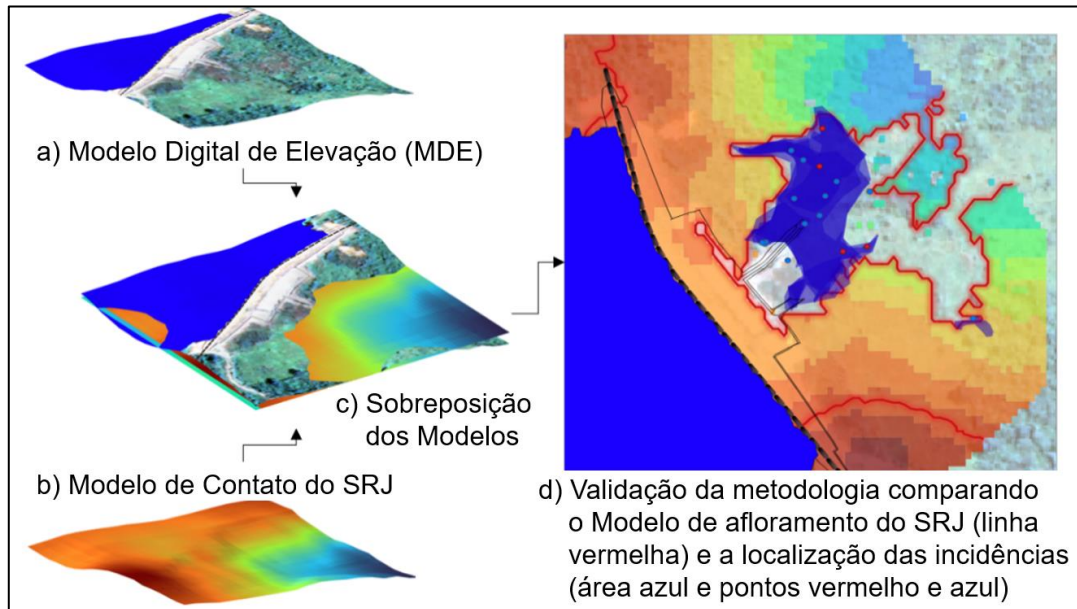 a) Modelo Digital de Elevação (MDE)
c) Sobreposição
dos Modelos
b) Modelo de Contato do SRJ
d) Validação da metodologia comparando
o Modelo de afloramento do SRJ (linha
vermelha) e a localização das incidências
(área azul e pontos vermelho e azul)